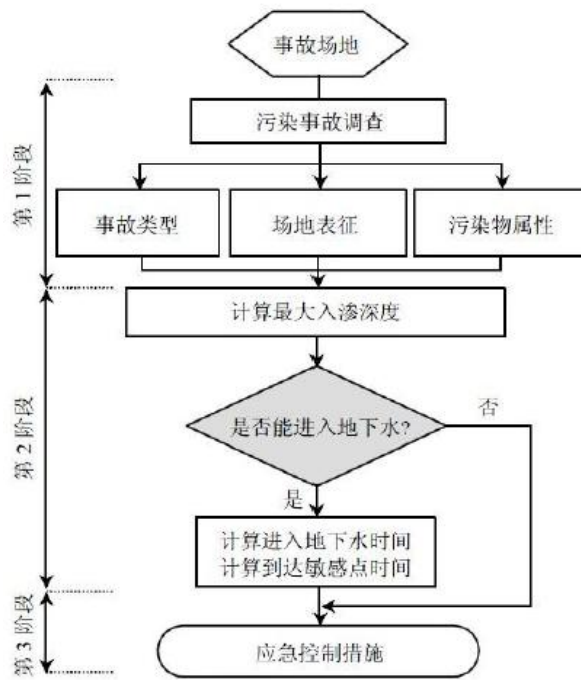 事故场地
第1阶段
污染事故调查
事故类型
场地表征
污染物属性
第2阶段
计算最大入渗深度
是否能进入地下水?
否
是
计算进入地下水时间
计算到达敏感点时间
第3阶段
应急控制措施